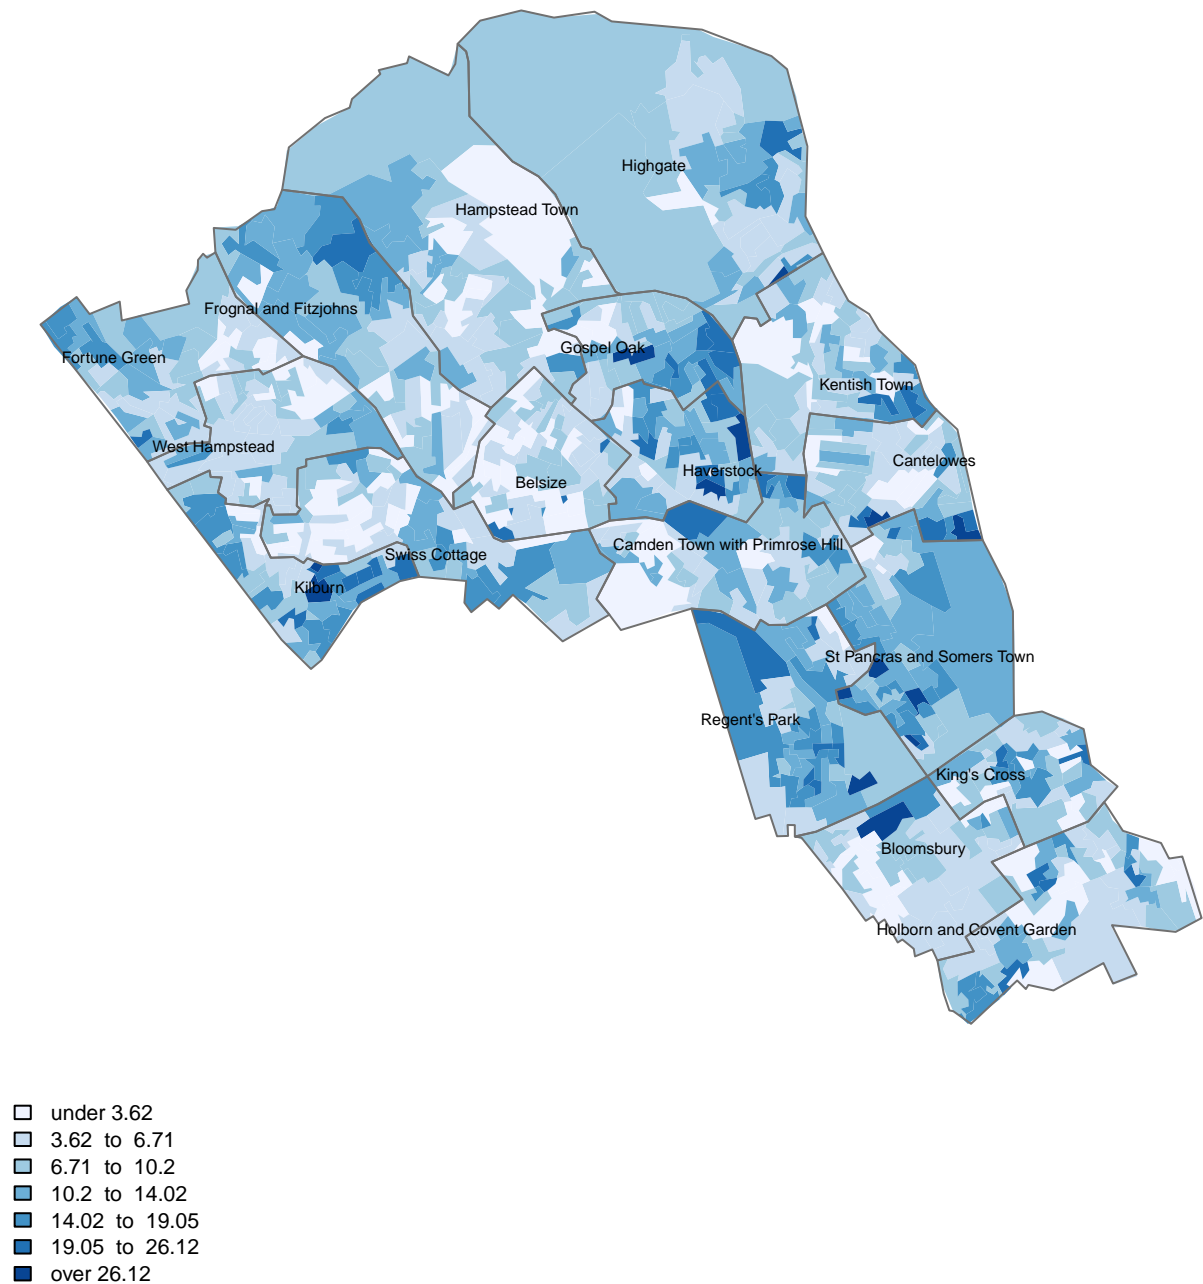 Highgate
Hampstead Town
Frognal and Fitzjohns
Gospel Oak
Fortune Green
Kentish Town
West Hampstead
Cantelowes
Haverstock
Belsize
Camden Town with Primrose Hill
Swiss Cottage
Kilburn
St Pancras and Somers Town
Regent's Park
King's Cross
Bloomsbury
Holborn and Covent Garden
under 3.62
3.62 to 6.71
6.71 to 10.2
10.2 to 14.02
14.02 to 19.05
19.05 to 26.12
over 26.12